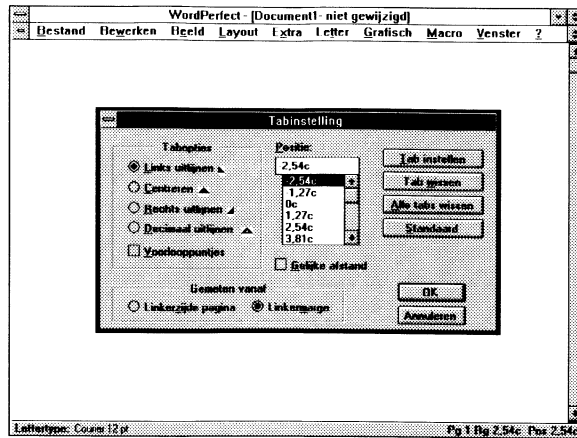 WordPerfect - [Document1 - niet gewijzigd]
Bestand Bewerken Beeld Layout Extra Letter Grafisch Macro Venster ?
Tabinstelling
Tabopties
Links uitlijnen
Centreren
Rechts uitlijnen
Decimaal uitlijnen
Voorlooppuntjes
Positie:
2,54c
-2,54c
-1,27c
0c
1,27c
2,54c
3,81c
Gelijke afstand
Tab instellen
Tab wissen
Alle tabs wissen
Standaard
Gemeten vanaf
Linkerzijde pagina Linkermarge
OK
Annuleren
Lettertype: Courier 12 pt Pg 1 Rg 2,54c Pos 2,54c